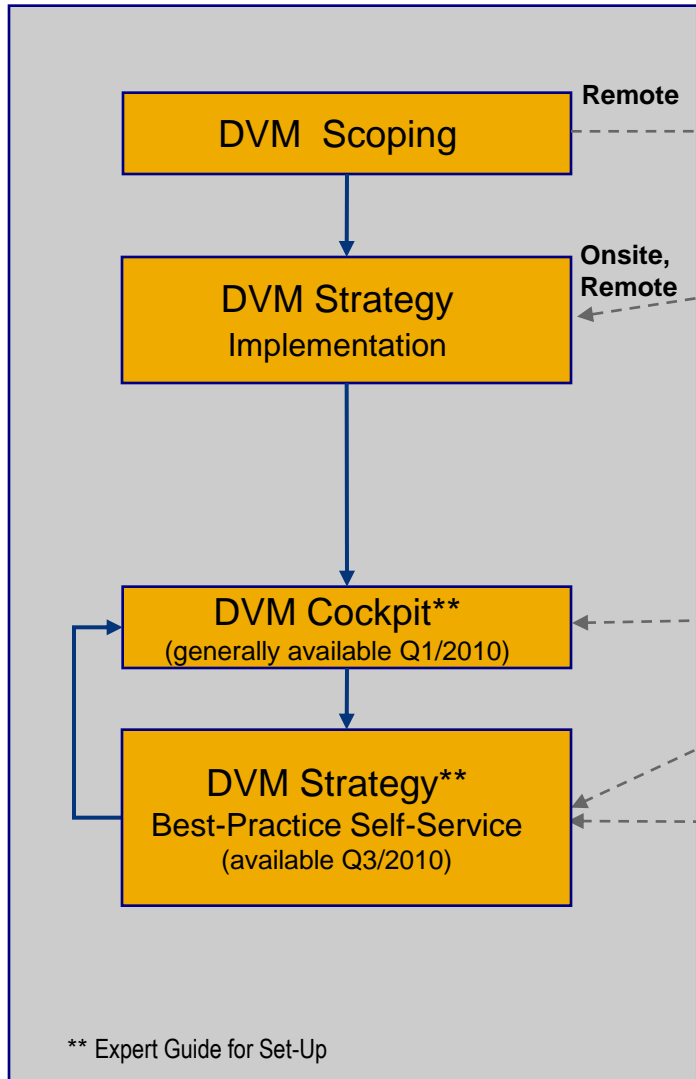 Remote
DVM Scoping
Onsite,
Remote
DVM Strategy
Implementation
DVM Cockpit**
(generally available Q1/2010)
DVM Strategy**
Best-Practice Self-Service
(available Q3/2010)
** Expert Guide for Set-Up